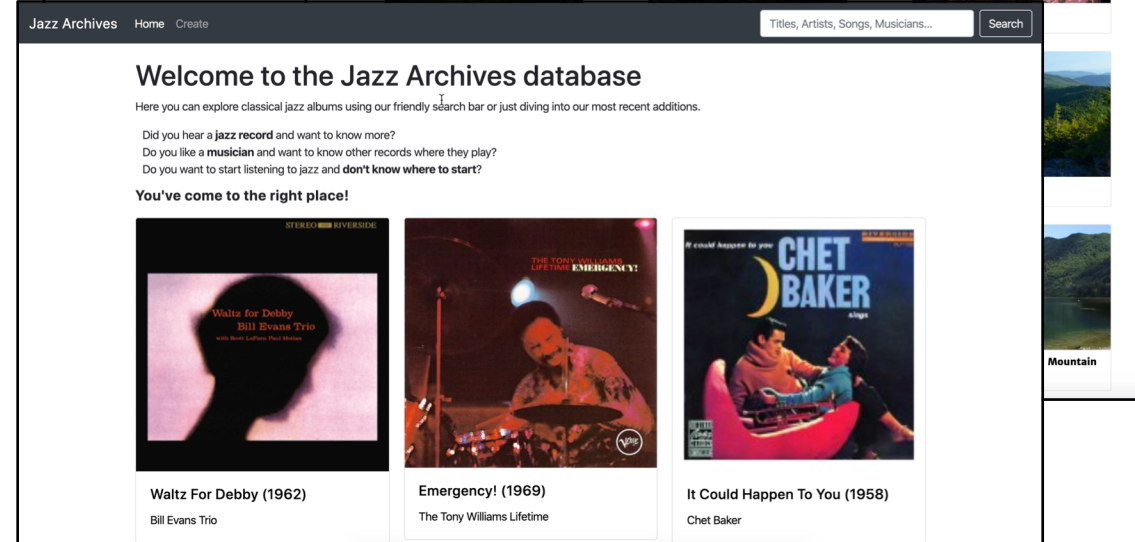 Jazz Archives Home Create Titles, Artists, Songs, Musicians... Search
Welcome to the Jazz Archives database
Here you can explore classical jazz albums using our friendly search bar or just diving into our most recent additions.
Did you hear a jazz record and want to know more?
Do you like a musician and want to know other records where they play?
Do you want to start listening to jazz and don't know where to start?
You've come to the right place!
STEREO RIVERSIDE
Waltz for Debby
Bill Evans Trio
with Scott LaFaro, Paul Motian
THE TONY WILLIAMS
LIFETIME EMERGENCY!
Verve
RIVERSIDE
It could happen to you CHET
BAKER
sings
Mountain
Waltz For Debby (1962)
Bill Evans Trio
Emergency! (1969)
The Tony Williams Lifetime
It Could Happen To You (1958)
Chet Baker